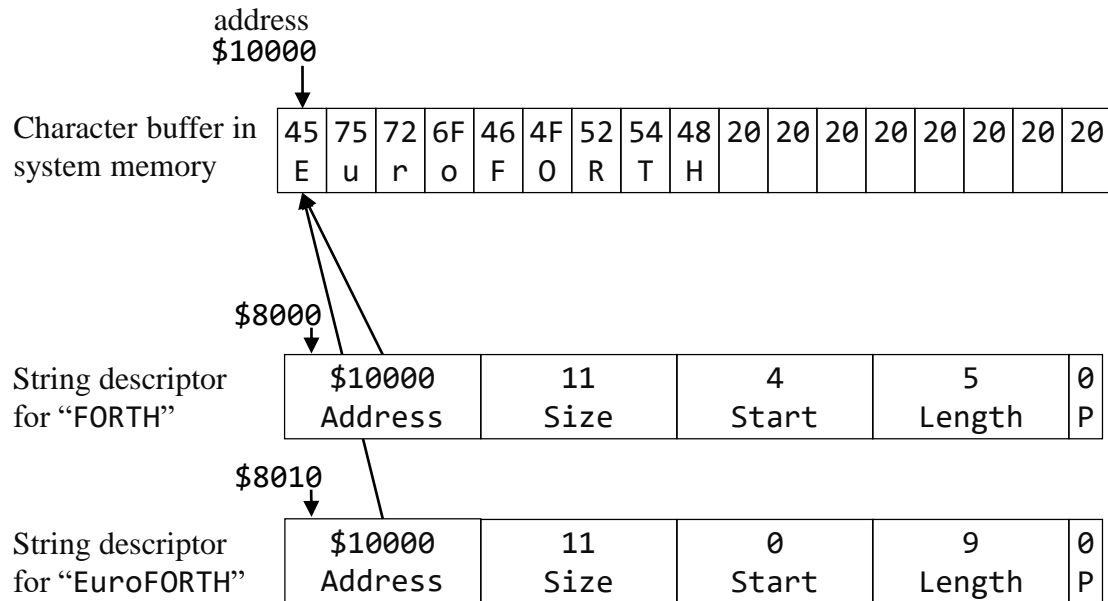 address
$10000
Character buffer in
system memory
45 75 72 6F 46 4F 52 54 48 20 20 20 20 20 20 20 20
E u r o F O R T H
$8000
String descriptor
for “FORTH”
$10000 11 4 5 0
Address Size Start Length P
$8010
String descriptor
for “EuroFORTH”
$10000 11 0 9 0
Address Size Start Length P